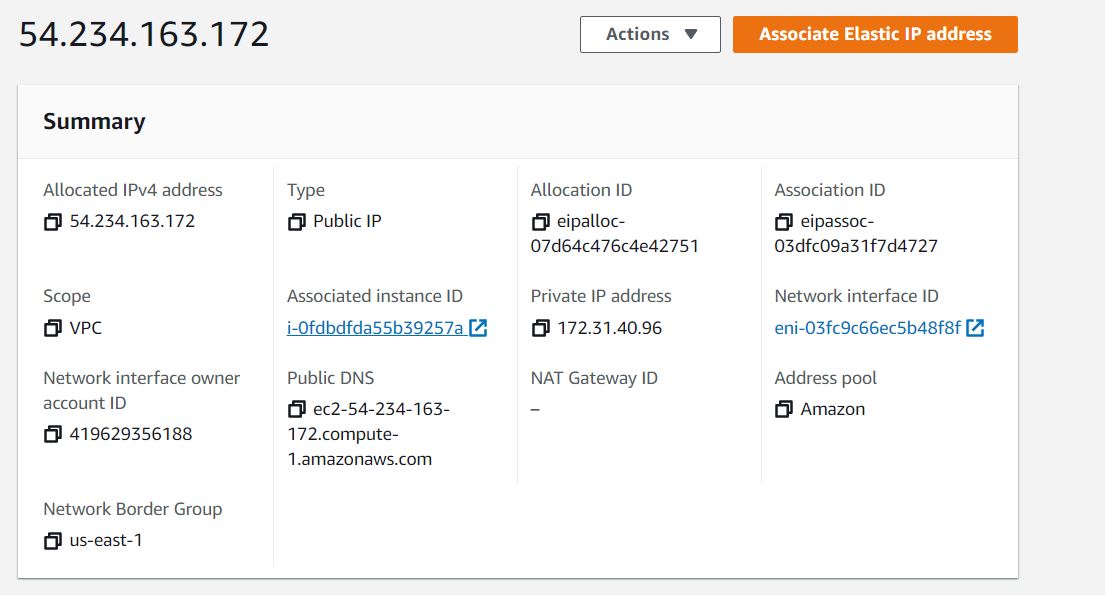 54.234.163.172
Actions
Associate Elastic IP address
Summary
Allocated IPv4 address
54.234.163.172
Type
Public IP
Allocation ID
eipalloc-
07d64c476c4e42751
Association ID
eipassoc-
03dfc09a31f7d4727
Scope
VPC
Associated instance ID
i-0fdbdfda55b39257a
Private IP address
172.31.40.96
Network interface ID
eni-03fc9c66ec5b48f8f
Network interface owner
account ID
419629356188
Public DNS
ec2-54-234-163-
172.compute-
1.amazonaws.com
NAT Gateway ID
–
Address pool
Amazon
Network Border Group
us-east-1